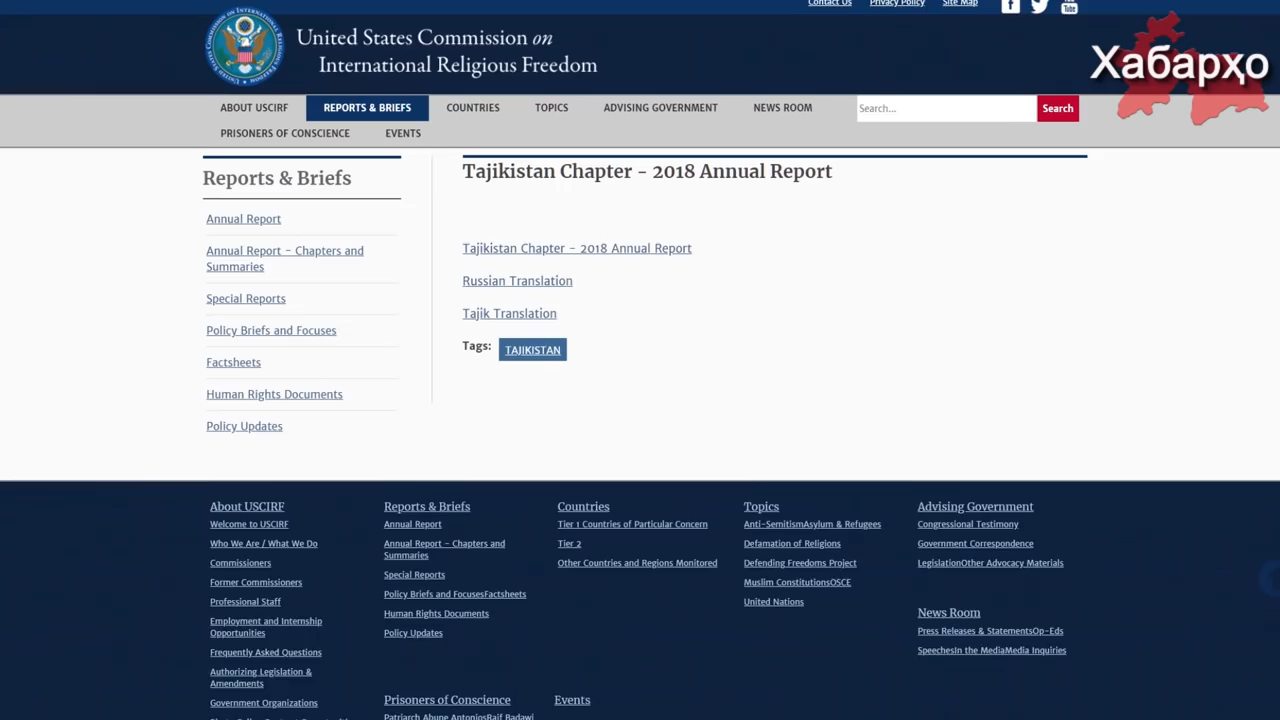 Contact Us Privacy Policy Site Map
United States Commission on
International Religious Freedom
Хабарҳо
ABOUT USCIRF REPORTS & BRIEFS COUNTRIES TOPICS ADVISING GOVERNMENT NEWS ROOM
Search... Search
PRISONERS OF CONSCIENCE EVENTS
Reports & Briefs
Annual Report
Annual Report - Chapters and
Summaries
Special Reports
Policy Briefs and Focuses
Factsheets
Human Rights Documents
Policy Updates
Tajikistan Chapter - 2018 Annual Report
Tajikistan Chapter - 2018 Annual Report
Russian Translation
Tajik Translation
Tags: TAJIKISTAN
About USCIRF
Welcome to USCIRF
Who We Are / What We Do
Commissioners
Former Commissioners
Professional Staff
Employment and Internship
Opportunities
Frequently Asked Questions
Authorizing Legislation &
Amendments
Government Organizations
Reports & Briefs
Annual Report
Annual Report - Chapters and
Summaries
Special Reports
Policy Briefs and FocusesFactsheets
Human Rights Documents
Policy Updates
Countries
Tier 1 Countries of Particular Concern
Tier 2
Other Countries and Regions Monitored
Topics
Anti-SemitismAsylum & Refugees
Defamation of Religions
Defending Freedoms Project
Muslim ConstitutionsOSCE
United Nations
Advising Government
Congressional Testimony
Government Correspondence
LegislationOther Advocacy Materials
News Room
Press Releases & StatementsOp-Eds
SpeechesIn the MediaMedia Inquiries
Prisoners of Conscience
Patriarch Abune AntoniosRaif Badawi
Events